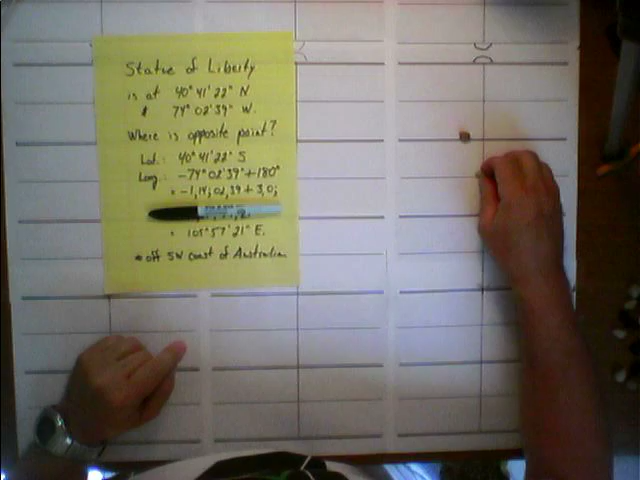 Statue of Liberty
is at 40° 41' 22" N
& 74° 02' 39" W.
Where is opposite point?
Lat: 40° 41' 22" S
Long: -74° 02' 39" + 180°
= -1,14; 02, 39 + 3,0;
= 105° 57' 21" E.
* off SW coast of Australia